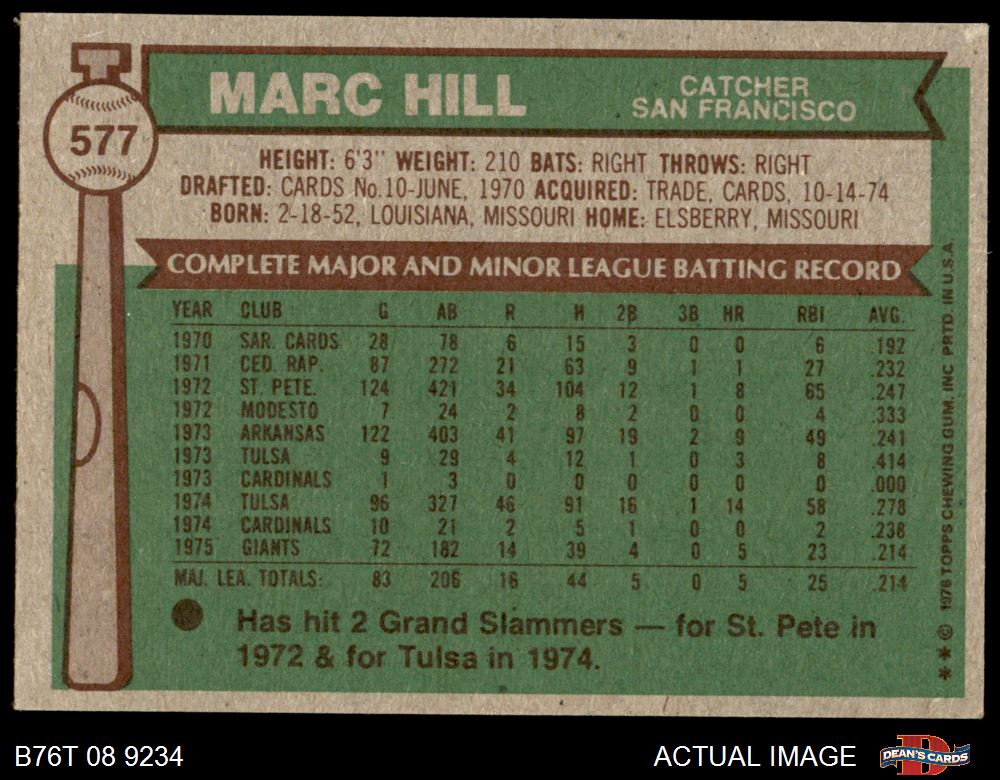 MARC HILL
CATCHER
SAN FRANCISCO
577
HEIGHT: 6'3" WEIGHT: 210 BATS: RIGHT THROWS: RIGHT
DRAFTED: CARDS No.10-JUNE, 1970 ACQUIRED: TRADE, CARDS, 10-14-74
BORN: 2-18-52, LOUISIANA, MISSOURI HOME: ELSBERRY, MISSOURI
COMPLETE MAJOR AND MINOR LEAGUE BATTING RECORD
YEAR CLUB G AB R H 2B 3B HR RBI AVG.
1970 SAR. CARDS 28 78 6 15 3 0 0 6 .192
1971 CED. RAP. 87 272 21 63 9 1 1 27 .232
1972 ST. PETE. 124 421 34 104 12 1 8 65 .247
1972 MODESTO 7 24 2 8 2 0 0 4 .333
1973 ARKANSAS 122 403 41 97 19 2 9 49 .241
1973 TULSA 9 29 4 12 1 0 3 8 .414
1973 CARDINALS 1 3 0 0 0 0 0 0 .000
1974 TULSA 96 327 46 91 16 1 14 58 .278
1974 CARDINALS 10 21 2 5 1 0 0 2 .238
1975 GIANTS 72 182 14 39 4 0 5 23 .214
MAJ. LEA. TOTALS: 83 206 16 44 5 0 5 25 .214
Has hit 2 Grand Slammers — for St. Pete in
1972 & for Tulsa in 1974.
* * © 1976 TOPPS CHEWING GUM, INC PRTD. IN U.S.A.
B76T 08 9234
ACTUAL IMAGE
DEAN'S CARDS